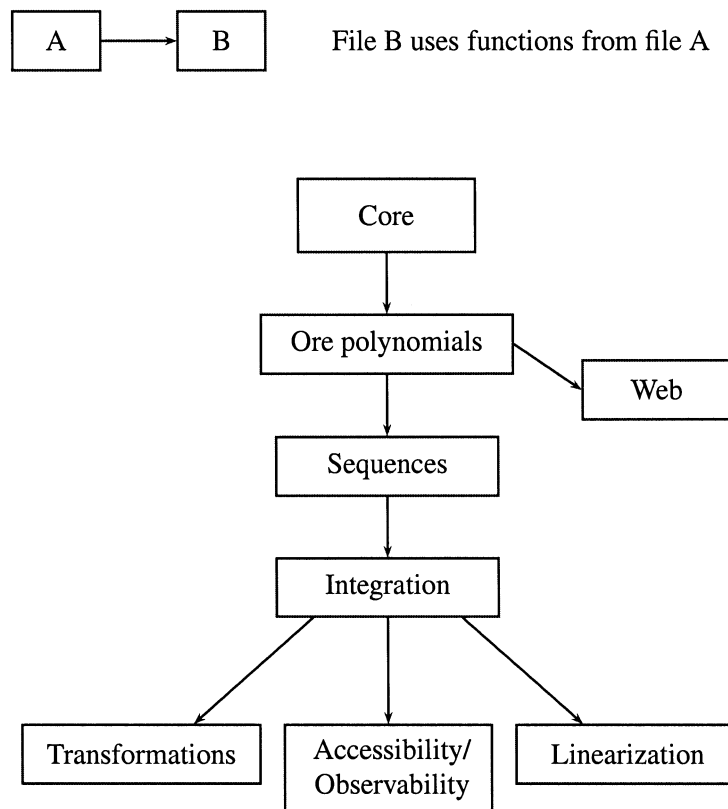 A
B
File B uses functions from file A
Core
Ore polynomials
Web
Sequences
Integration
Transformations
Accessibility/
Observability
Linearization